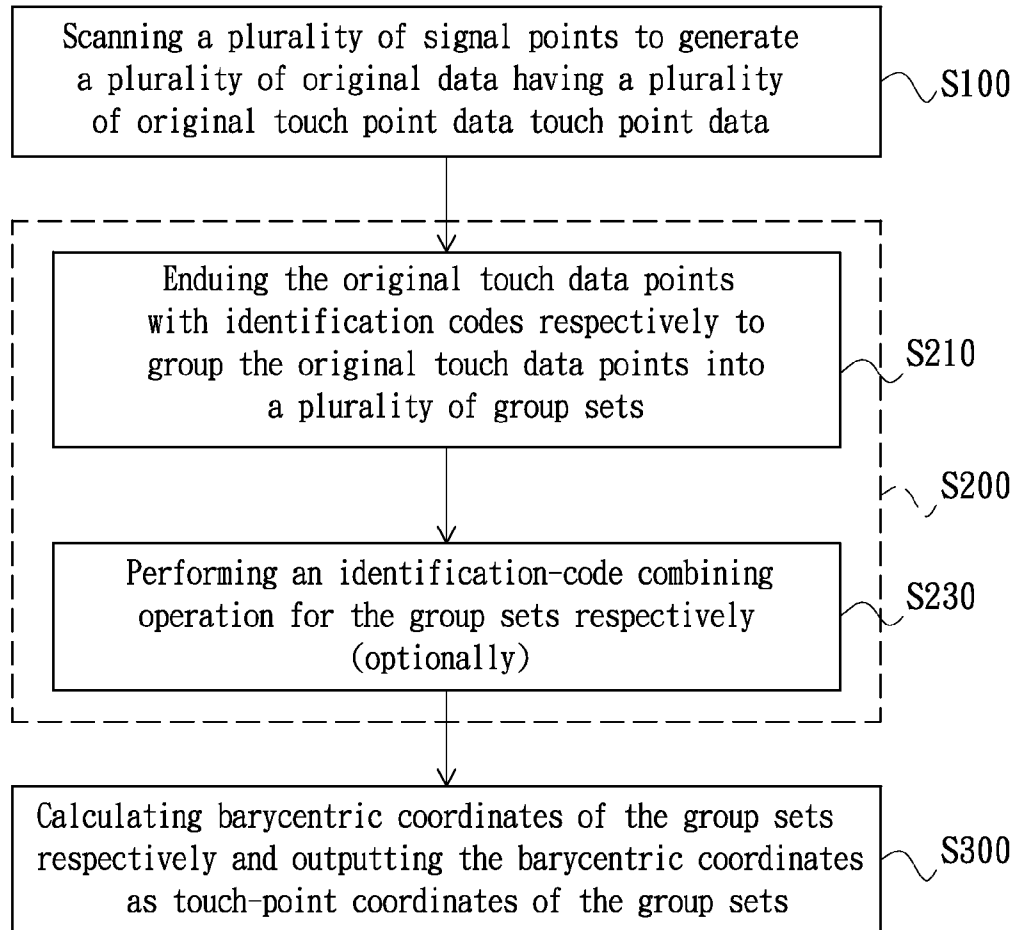 Scanning a plurality of signal points to generate
a plurality of original data having a plurality
of original touch point data touch point data
S100
Enduing the original touch data points
with identification codes respectively to
group the original touch data points into
a plurality of group sets
S210
S200
Performing an identification-code combining
operation for the group sets respectively
(optionally)
S230
Calculating barycentric coordinates of the group sets
respectively and outputting the barycentric coordinates
as touch-point coordinates of the group sets
S300